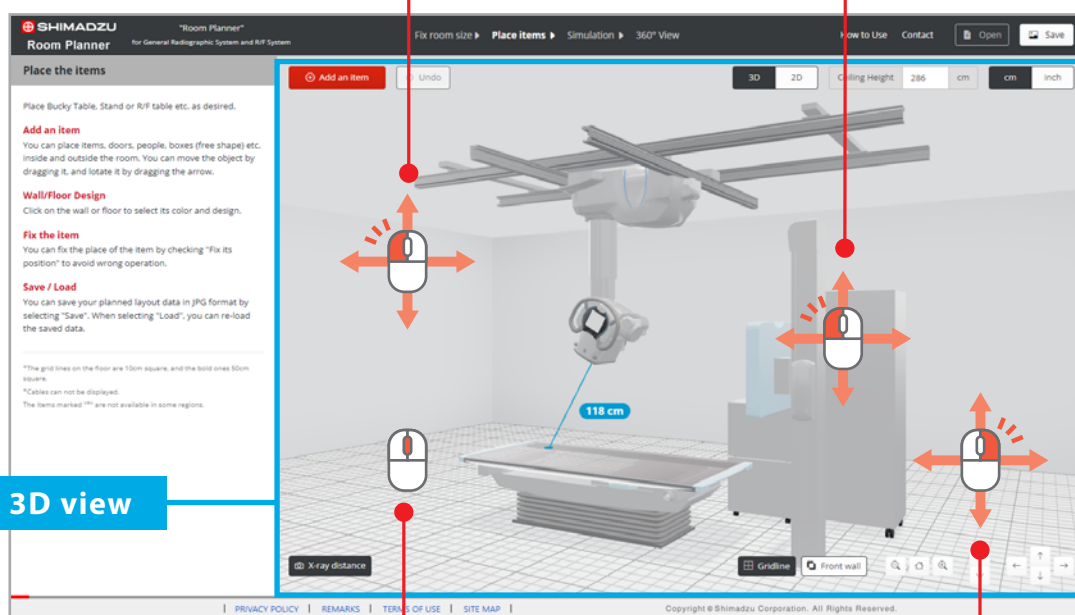 SHIMADZU
Room Planner
"Room Planner"
for General Radiographic System and R/F System
Fix room size
Place items
Simulation
360° View
How to Use
Contact
Open
Save
Place the items
Place Bucky Table, Stand or R/F table etc. as desired.
Add an item
You can place items, doors, people, boxes (free shape) etc.
inside and outside the room. You can move the object by
dragging it, and lotate it by dragging the arrow.
Wall/Floor Design
Click on the wall or floor to select its color and design.
Fix the item
You can fix the place of the item by checking "Fix its
position" to avoid wrong operation.
Save / Load
You can save your planned layout data in JPG format by
selecting "Save". When selecting "Load", you can re-load
the saved data.
*The grid lines on the floor are 10cm square, and the bold ones 50cm
square.
*Cables can not be displayed.
The items marked "*" are not available in some regions.
Add an item
Undo
3D
2D
Ceiling Height
286
cm
cm
inch
118 cm
3D view
X-ray distance
Gridline
Front wall
PRIVACY POLICY | REMARKS | TERMS OF USE | SITE MAP |
Copyright © Shimadzu Corporation. All Rights Reserved.